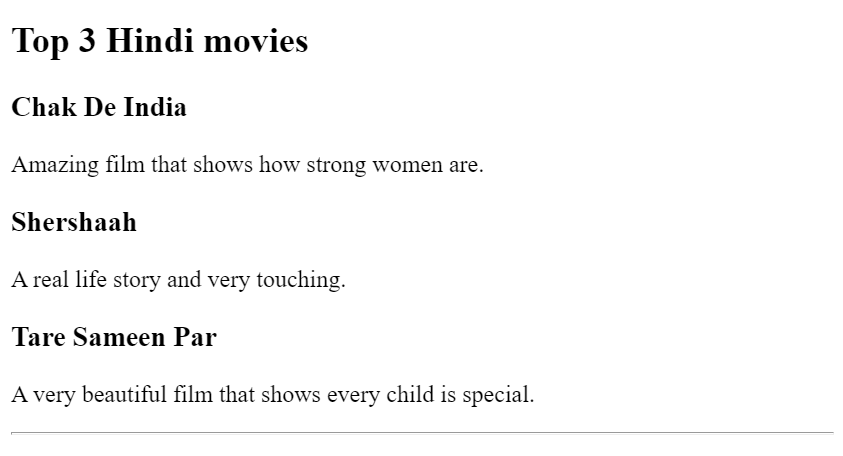 Top 3 Hindi movies
Chak De India
Amazing film that shows how strong women are.
Shershaah
A real life story and very touching.
Tare Sameen Par
A very beautiful film that shows every child is special.